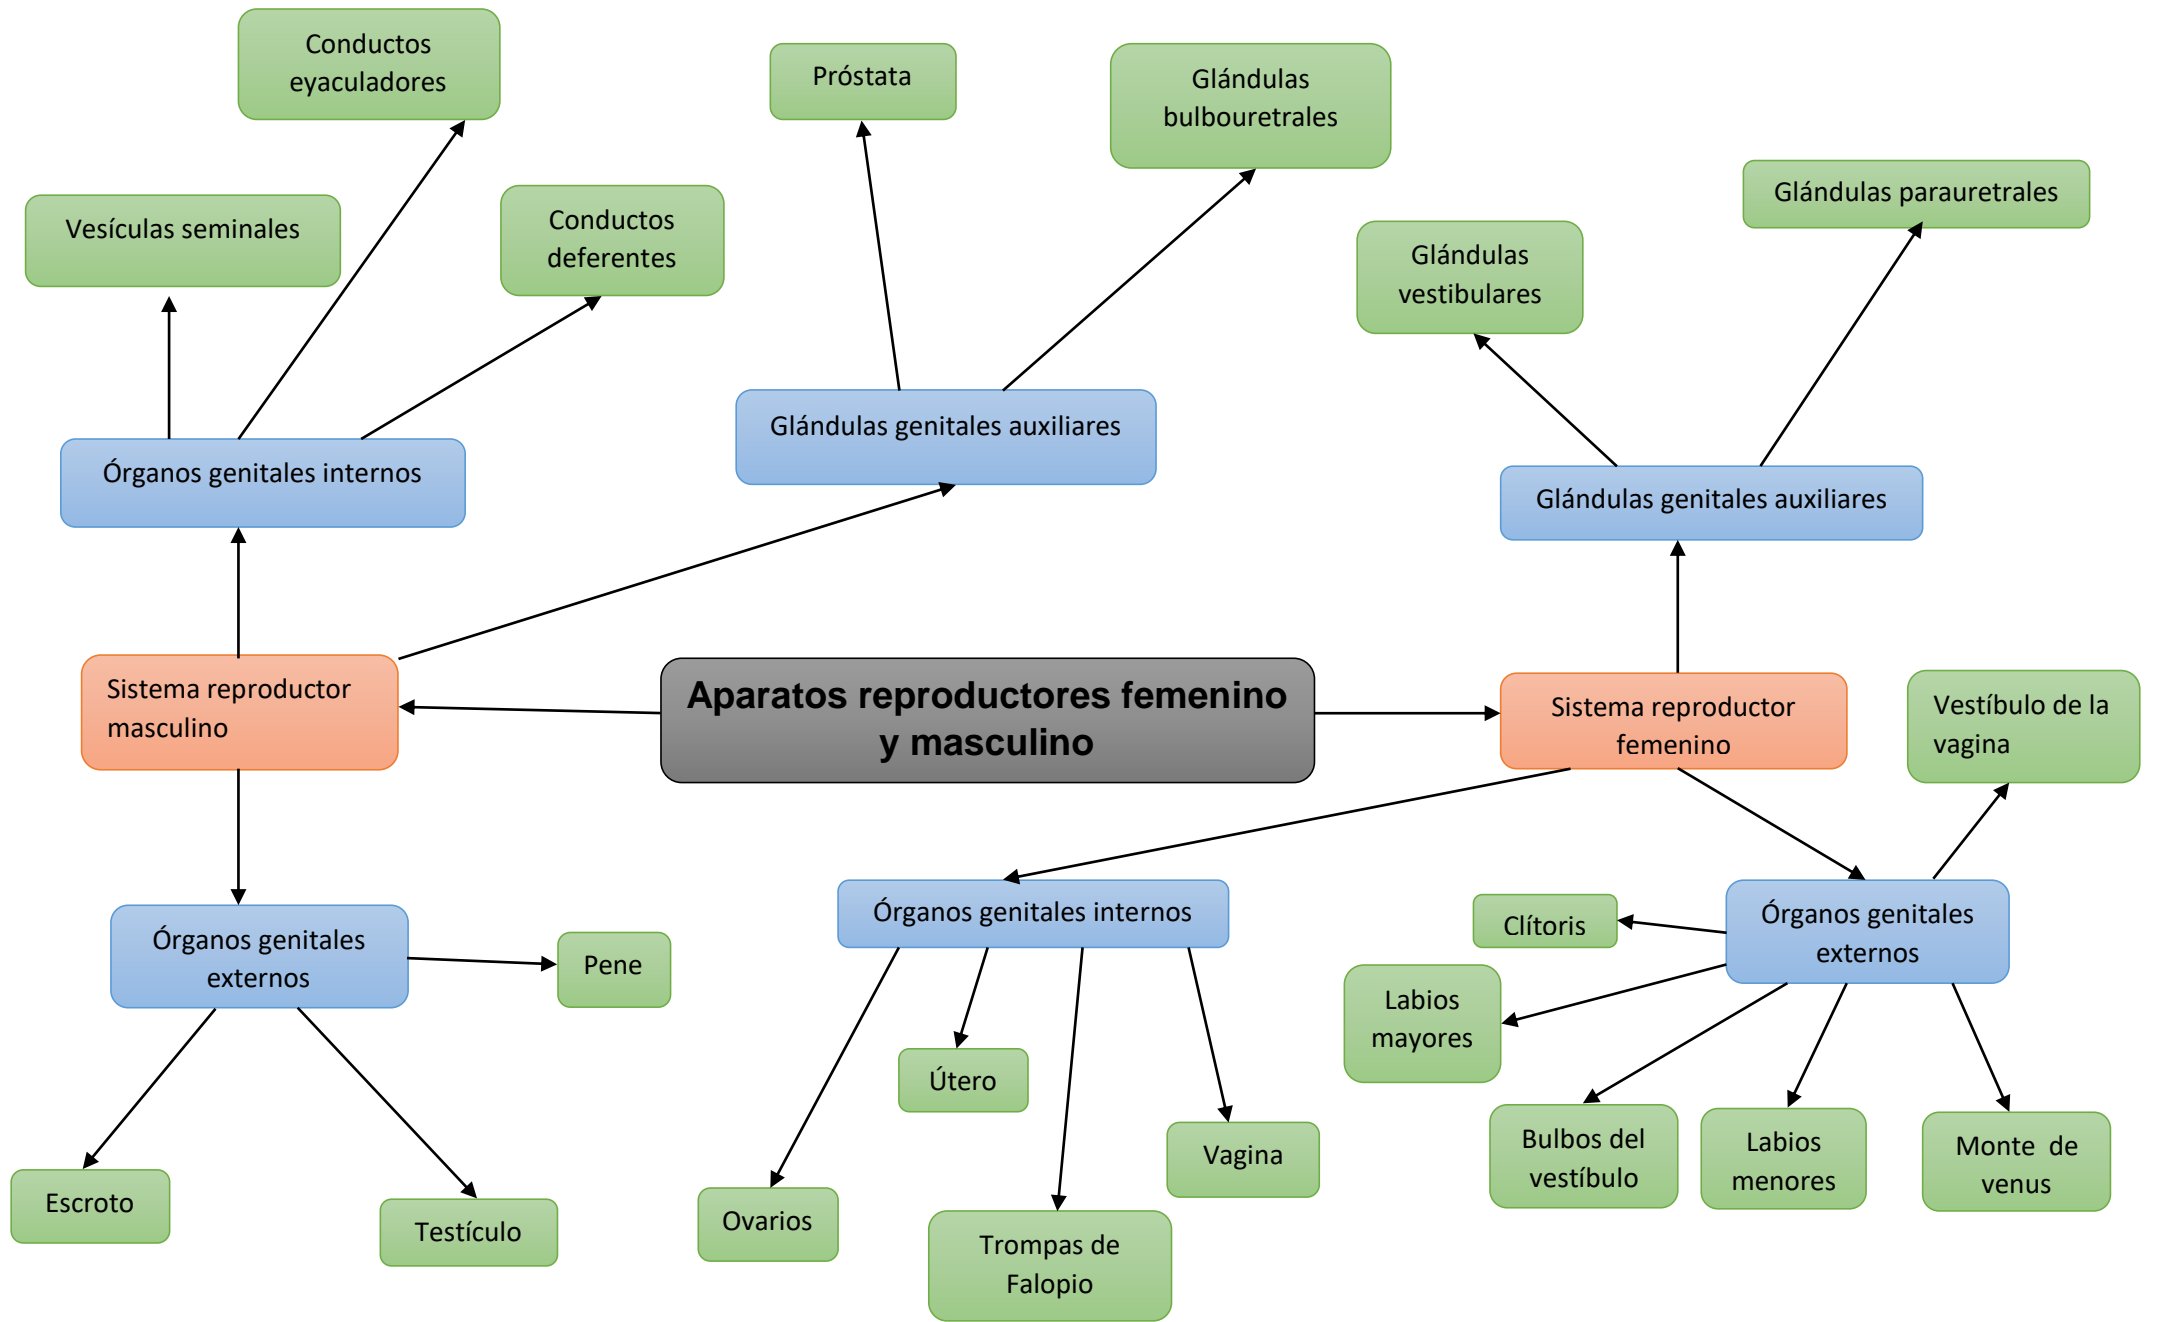 Conductos
eyaculadores
Próstata
Glándulas
bulbouretrales
Vesículas seminales
Conductos
deferentes
Glándulas parauretrales
Glándulas
vestibulares
Glándulas genitales auxiliares
Órganos genitales internos
Glándulas genitales auxiliares
Sistema reproductor
masculino
Aparatos reproductores femenino
y masculino
Sistema reproductor
femenino
Vestíbulo de la
vagina
Órganos genitales
externos
Pene
Órganos genitales internos
Clítoris
Órganos genitales
externos
Labios
mayores
Útero
Vagina
Bulbos del
vestíbulo
Labios
menores
Monte de
venus
Escroto
Testículo
Ovarios
Trompas de
Falopio